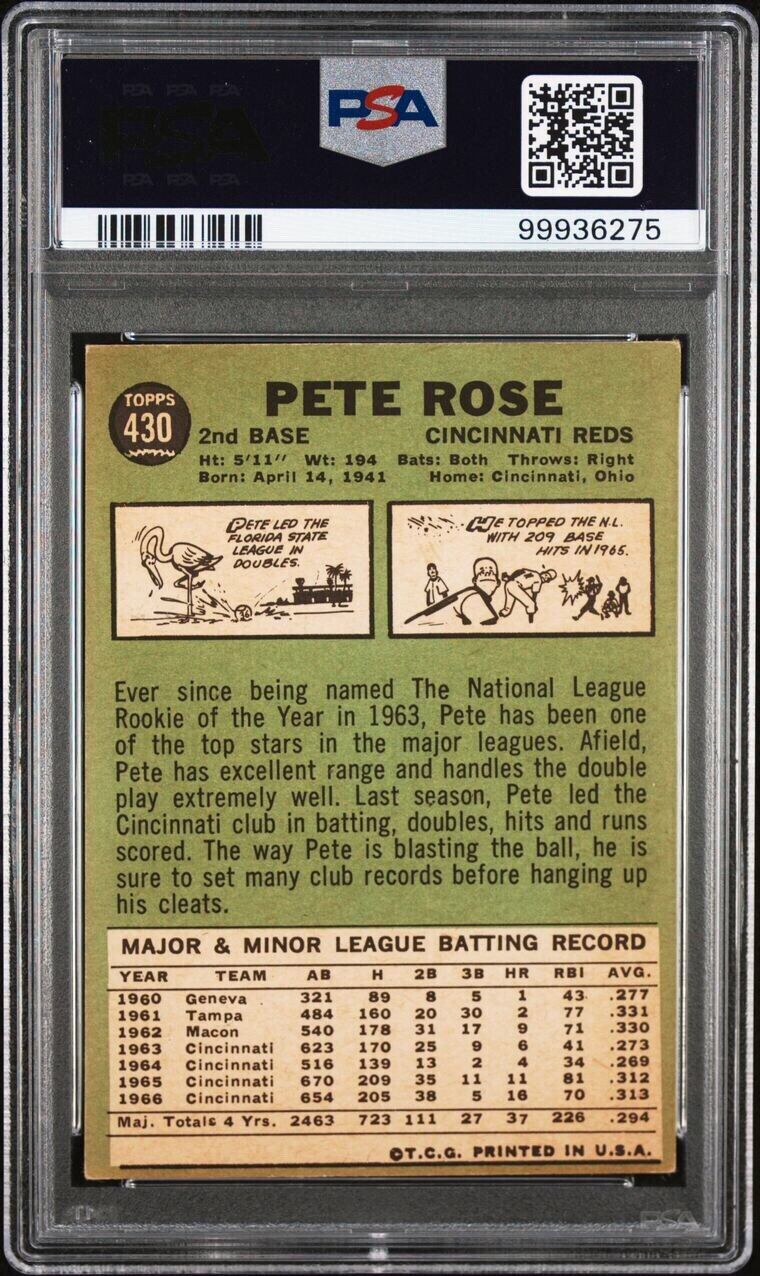 PSA PSA PSA
PSA
PSA PSA PSA
PSA
99936275
TOPPS
430
PETE ROSE
2nd BASE CINCINNATI REDS
Ht: 5'11" Wt: 194 Bats: Both Throws: Right
Born: April 14, 1941 Home: Cincinnati, Ohio
PETE LED THE
FLORIDA STATE
LEAGUE IN
DOUBLES.
HE TOPPED THE N.L.
WITH 209 BASE
HITS IN 1965.
Ever since being named The National League
Rookie of the Year in 1963, Pete has been one
of the top stars in the major leagues. Afield,
Pete has excellent range and handles the double
play extremely well. Last season, Pete led the
Cincinnati club in batting, doubles, hits and runs
scored. The way Pete is blasting the ball, he is
sure to set many club records before hanging up
his cleats.
MAJOR & MINOR LEAGUE BATTING RECORD
YEAR TEAM AB H 2B 3B HR RBI AVG.
1960 Geneva 321 89 8 5 1 43 .277
1961 Tampa 484 160 20 30 2 77 .331
1962 Macon 540 178 31 17 9 71 .330
1963 Cincinnati 623 170 25 9 6 41 .273
1964 Cincinnati 516 139 13 2 4 34 .269
1965 Cincinnati 670 209 35 11 11 81 .312
1966 Cincinnati 654 205 38 5 16 70 .313
Maj. Totals 4 Yrs. 2463 723 111 27 37 226 .294
©T.C.G. PRINTED IN U.S.A.
PSA